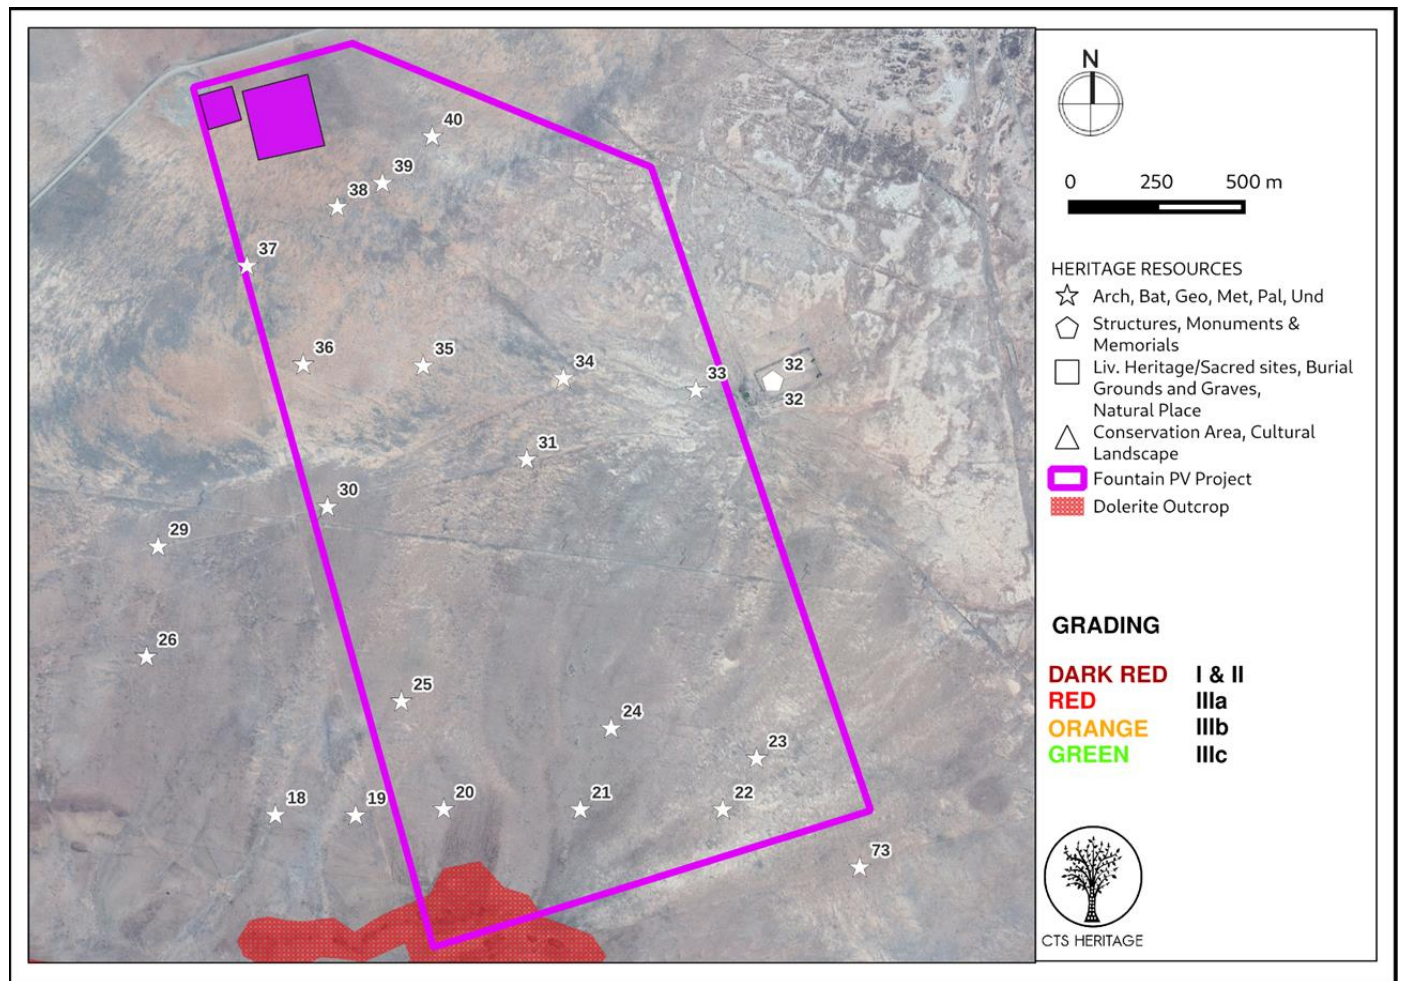 40
39
38
37
36
35
34
33
32
32
31
30
29
26
25
24
23
18
19
20
21
22
73
N
0 250 500 m
HERITAGE RESOURCES
Arch, Bat, Geo, Met, Pal, Und
Structures, Monuments &
Memorials
Liv. Heritage/Sacred sites, Burial
Grounds and Graves,
Natural Place
Conservation Area, Cultural
Landscape
Fountain PV Project
Dolerite Outcrop
GRADING
DARK RED I & II
RED IIIa
ORANGE IIIb
GREEN IIIc
CTS HERITAGE